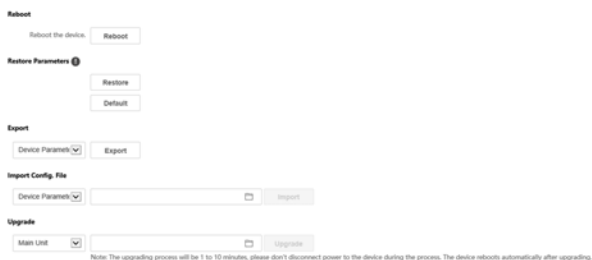 Reboot
Reboot the device. Reboot
Restore Parameters
Restore
Default
Export
Device Paramete Export
Import Config. File
Device Paramete Import
Upgrade
Main Unit Upgrade
Note: The upgrading process will be 1 to 10 minutes, please don't disconnect power to the device during the process. The device reboots automatically after upgrading.